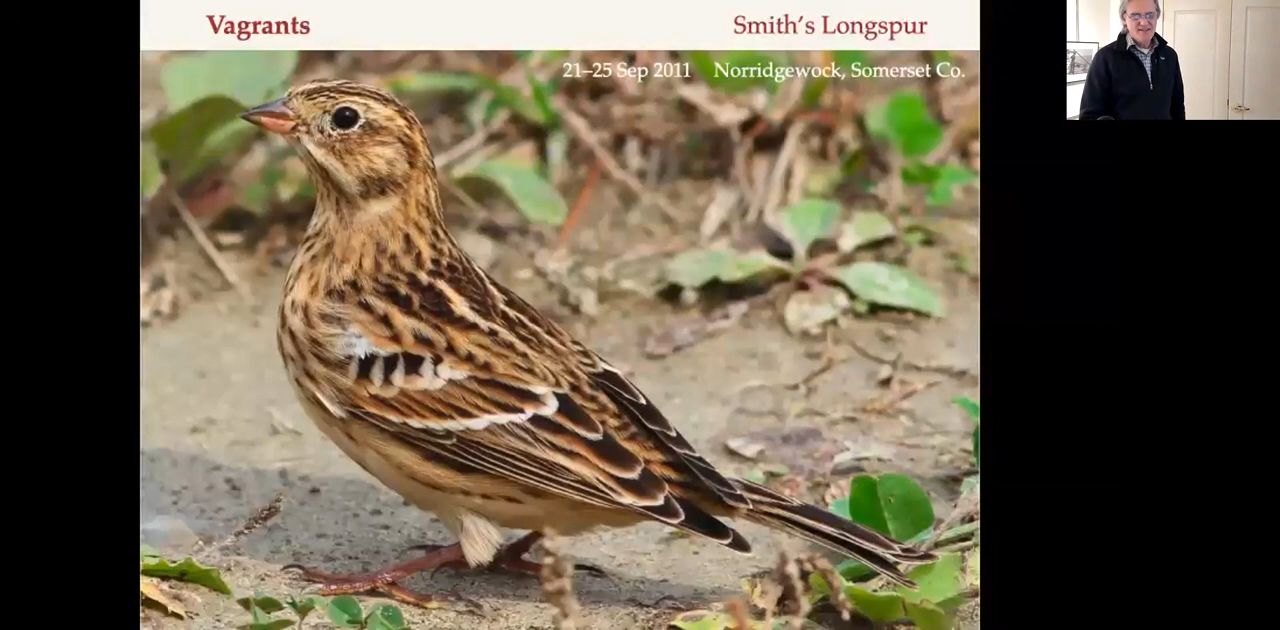 Vagrants
Smith's Longspur
21–25 Sep 2011 Norridgewock, Somerset Co.